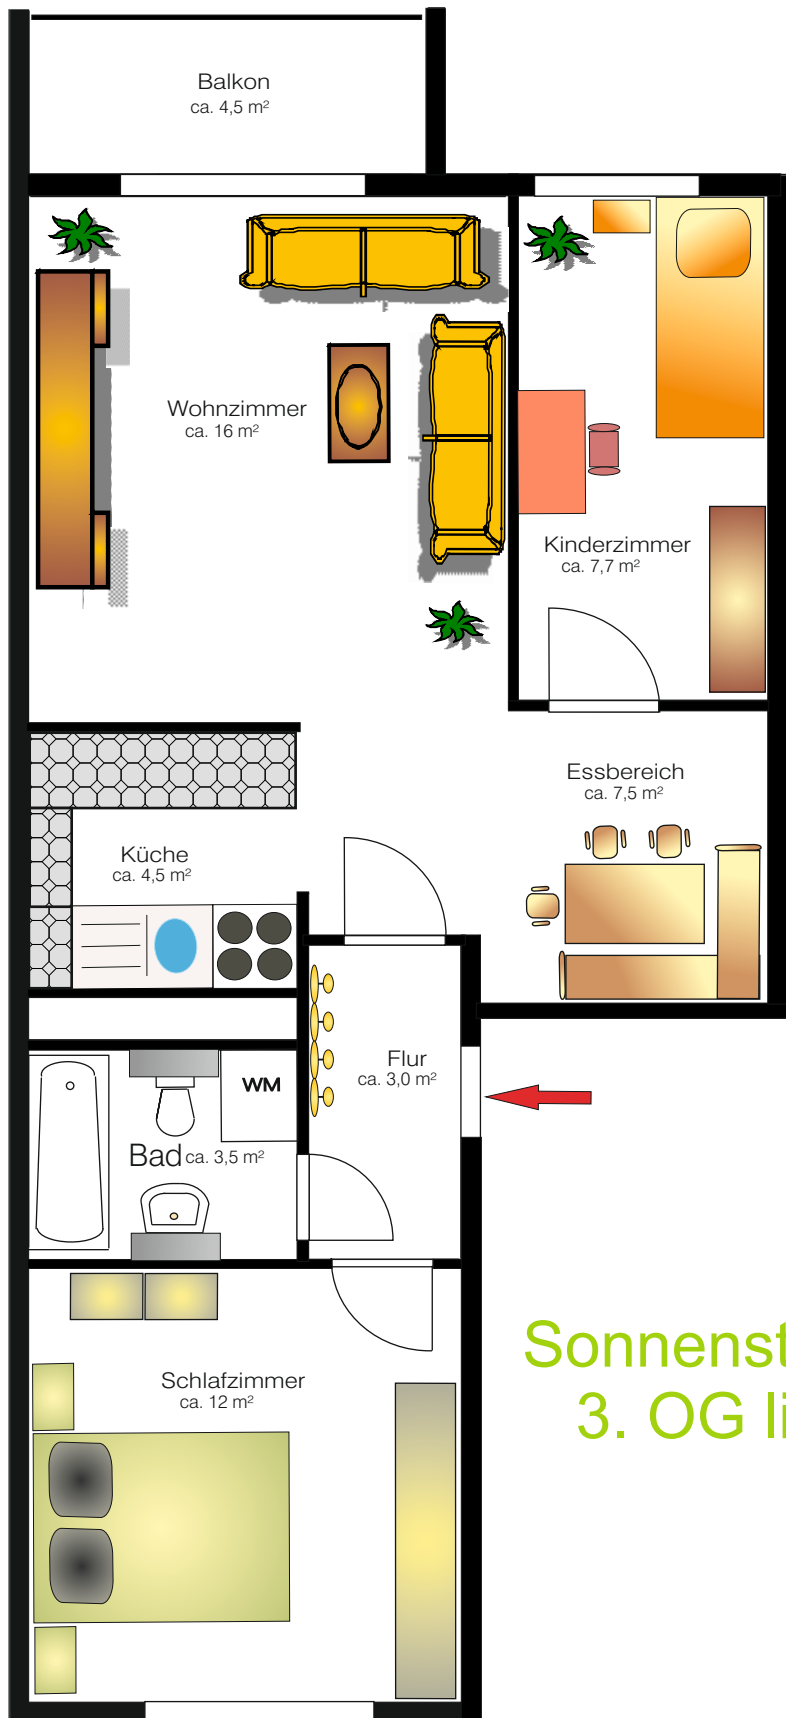 Balkon
ca. 4,5 m²
Wohnzimmer
ca. 16 m²
Kinderzimmer
ca. 7,7 m²
Essbereich
ca. 7,5 m²
Küche
ca. 4,5 m²
Flur
ca. 3,0 m²
WM
Bad ca. 3,5 m²
Schlafzimmer
ca. 12 m²
3. OG